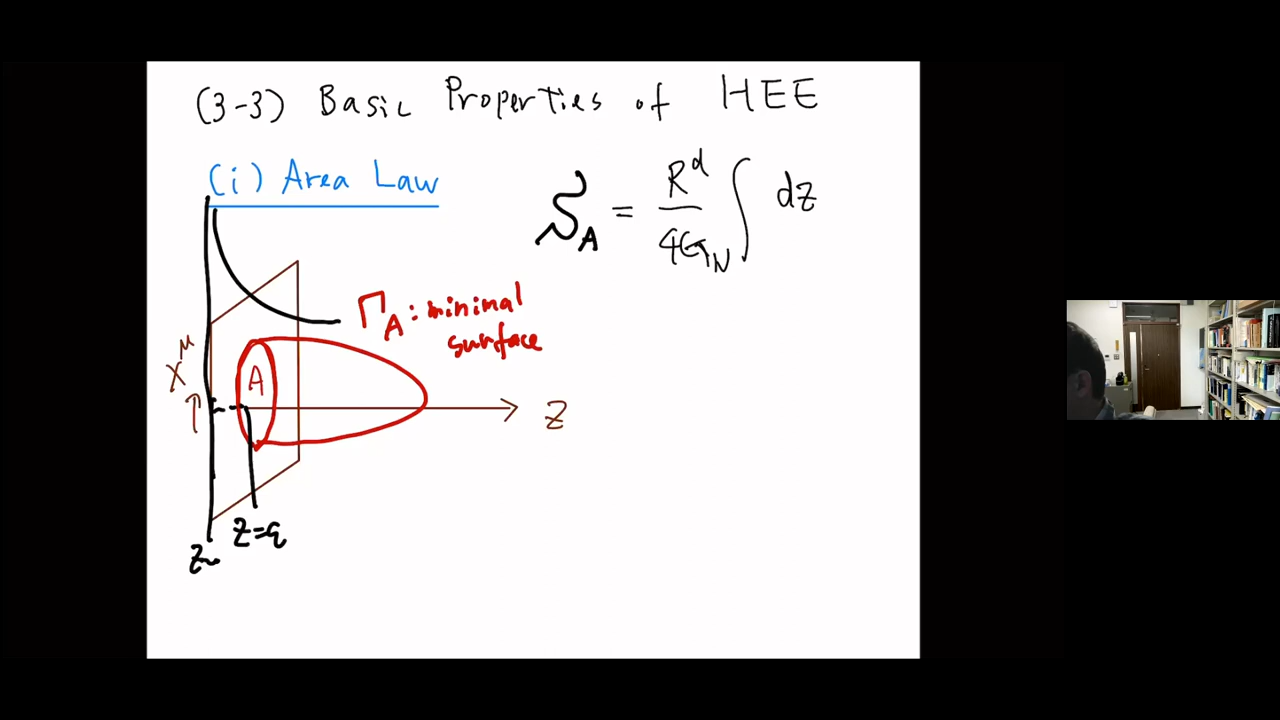 (3-3) Basic Properties of HEE
(i) Area Law
S_A = R^d / 4G_N ∫ dz
Γ_A : minimal
surface
X^μ
A
Z
z=a